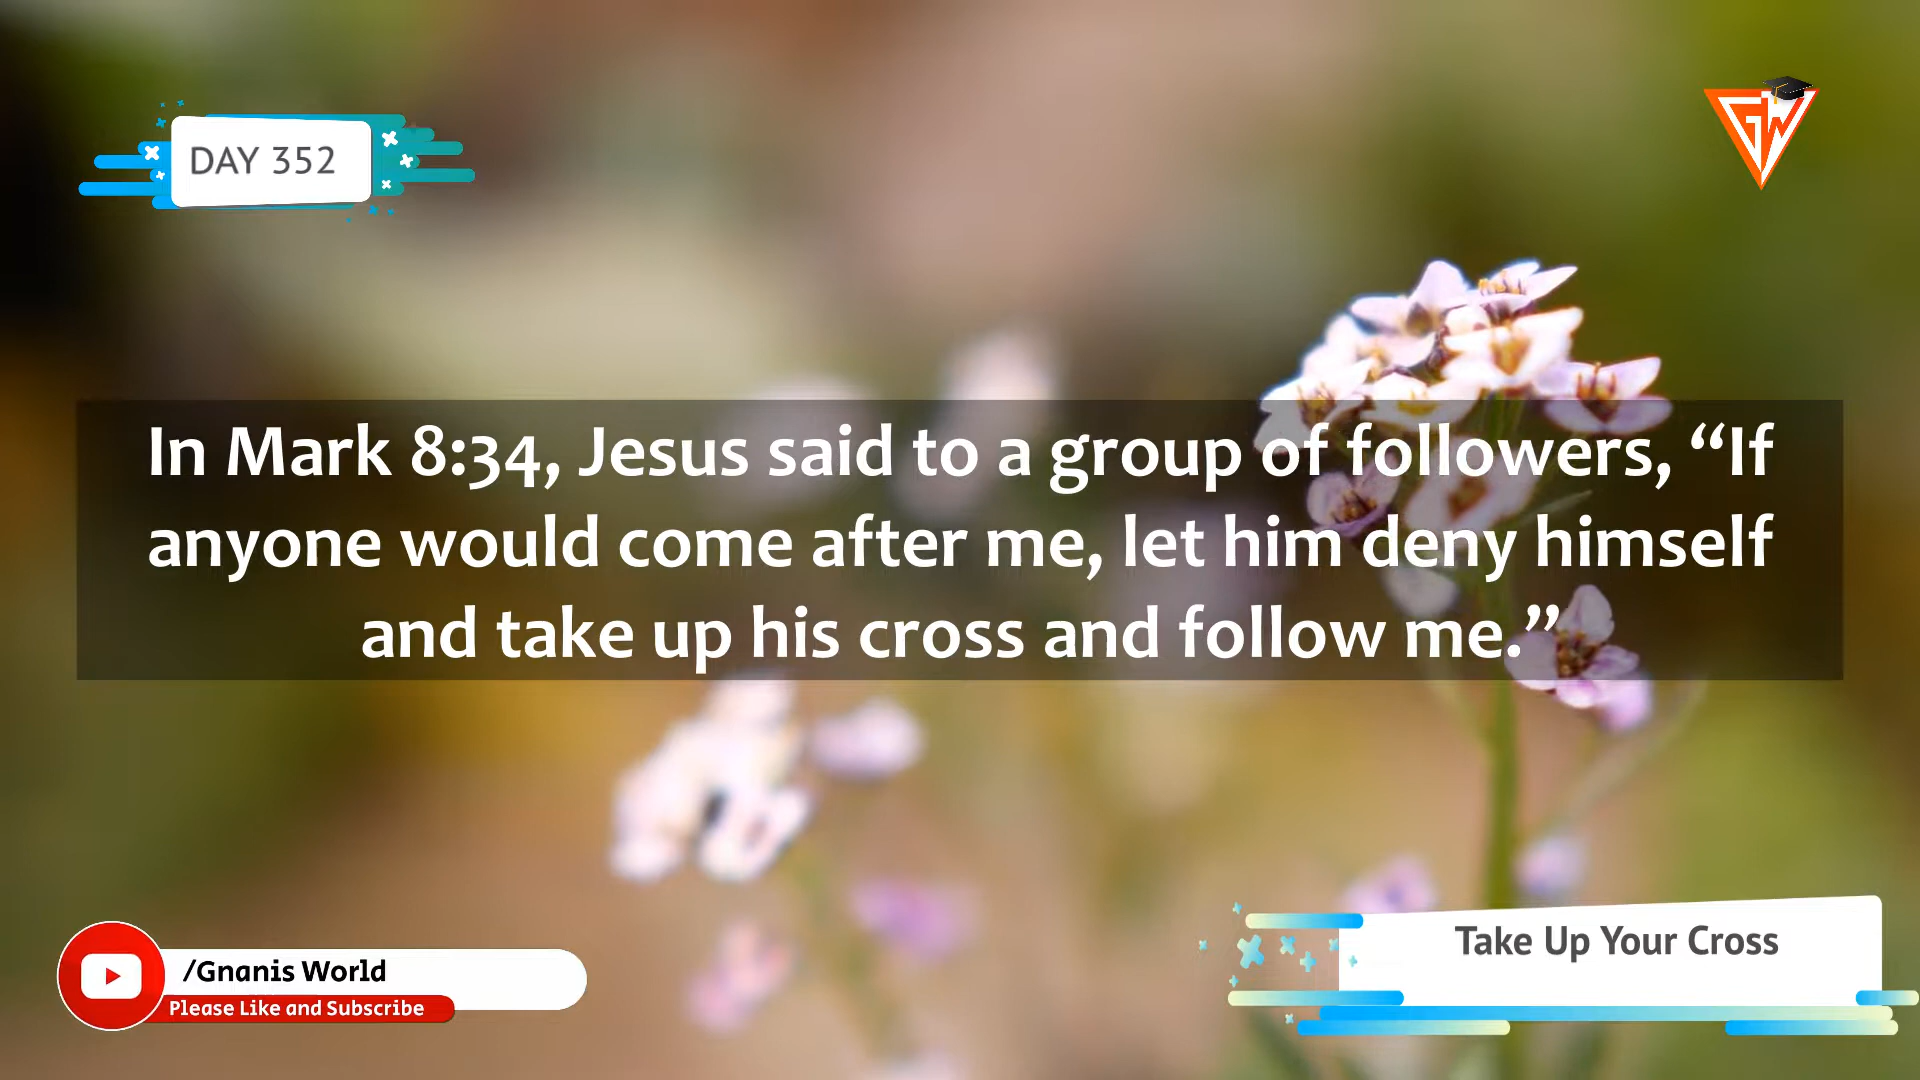 DAY 352
GW
In Mark 8:34, Jesus said to a group of followers, “If
anyone would come after me, let him deny himself
and take up his cross and follow me.”
/Gnanis World
Please Like and Subscribe
Take Up Your Cross